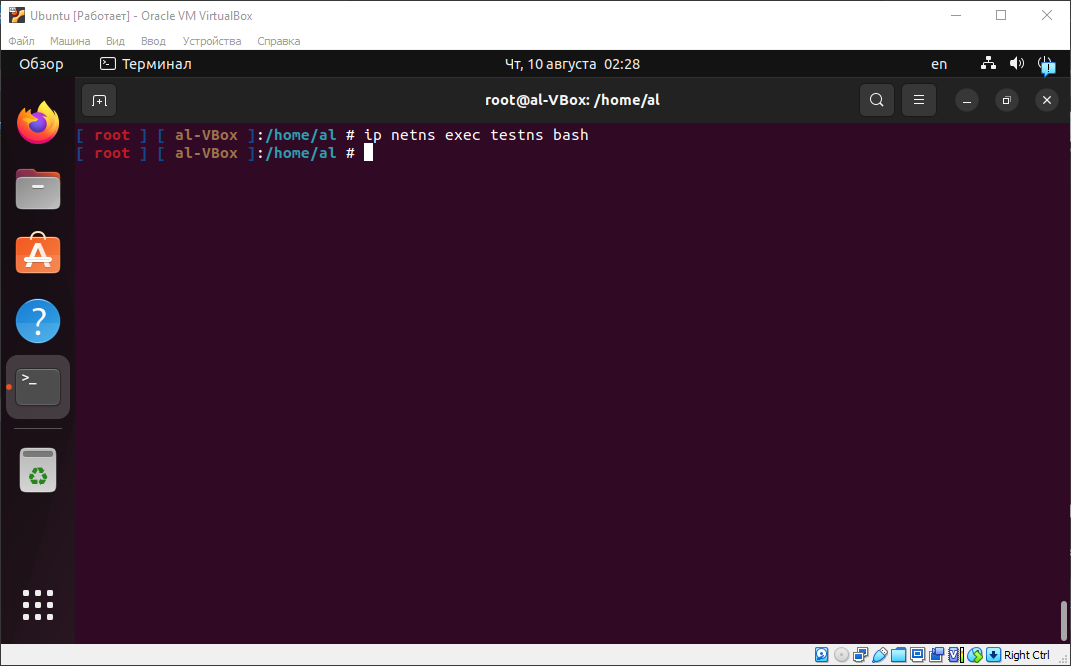 Ubuntu [Работает] - Oracle VM VirtualBox
Файл Машина Вид Ввод Устройства Справка
Обзор Терминал Чт, 10 августа 02:28 en
root@al-VBox: /home/al
[ root ] [ al-VBox ]:/home/al # ip netns exec testns bash
[ root ] [ al-VBox ]:/home/al #
Right Ctrl